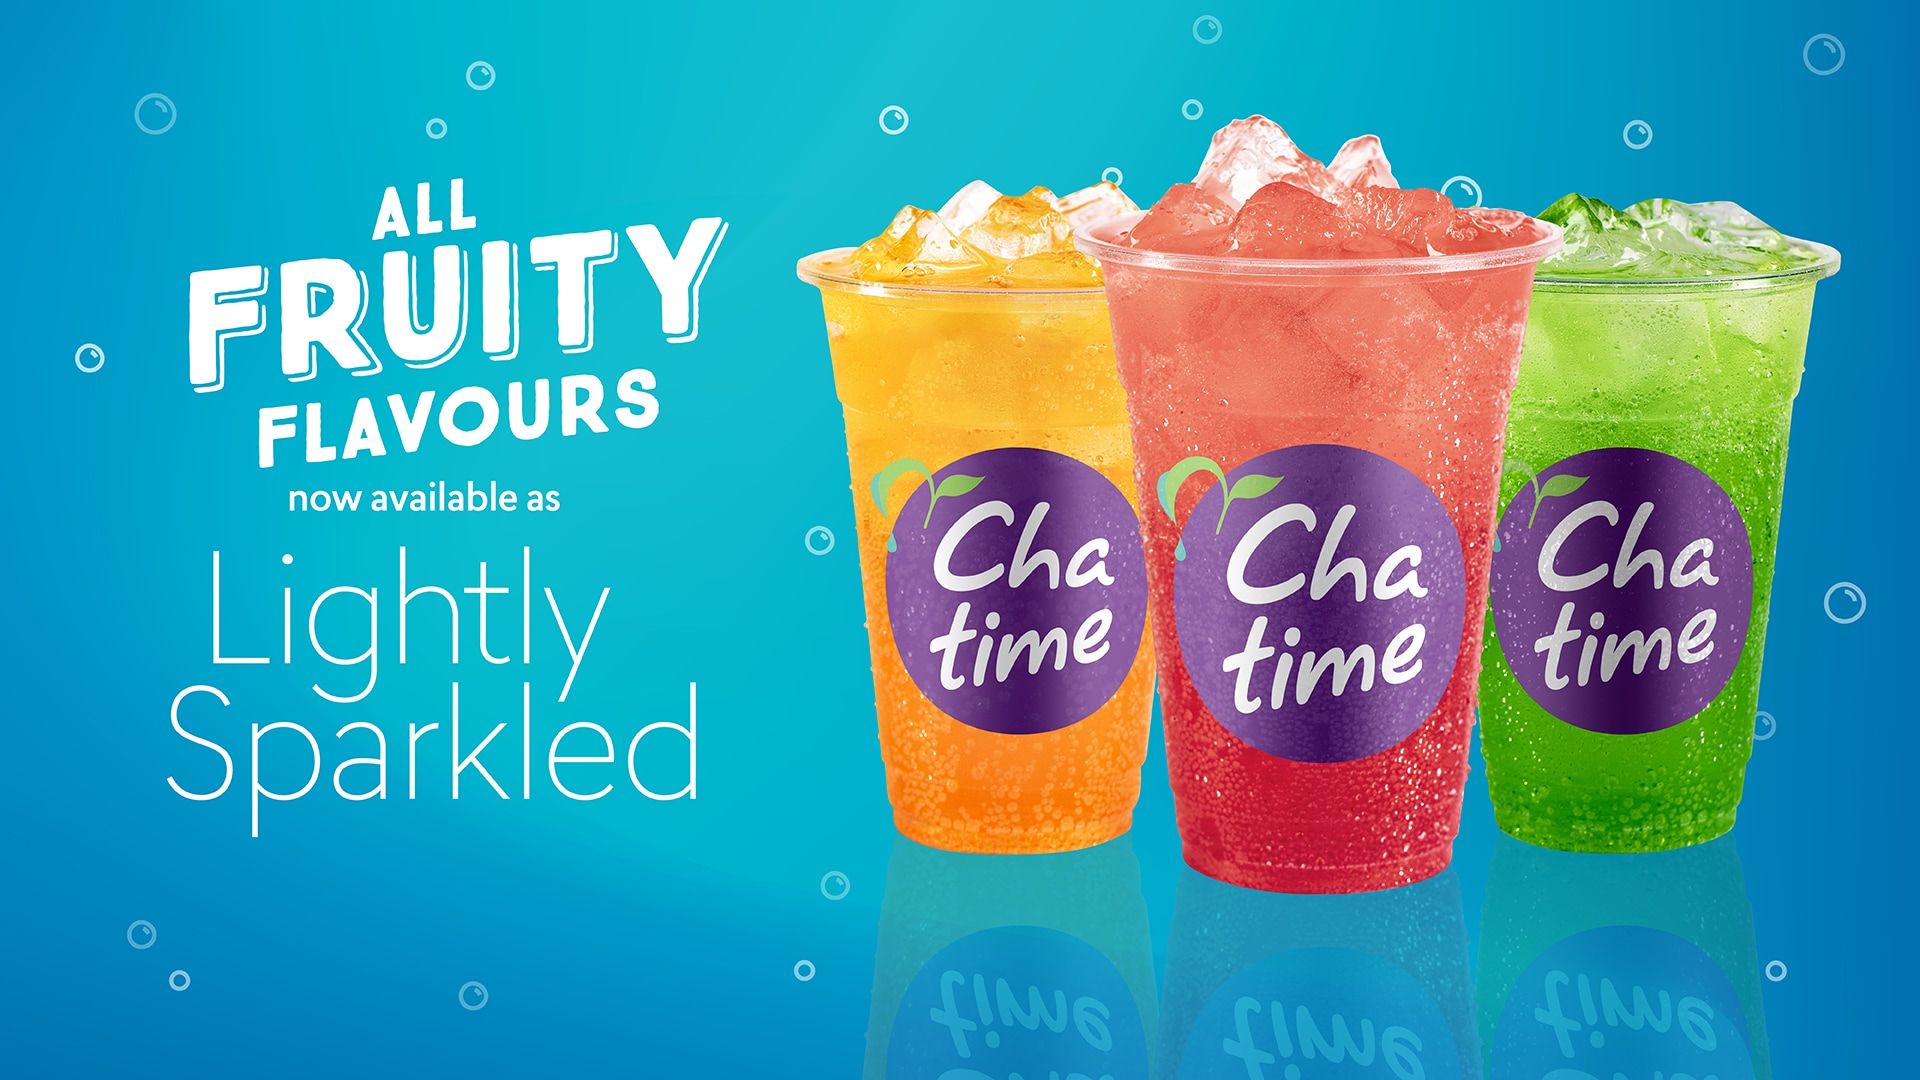 ALL
FRUITY
FLAVOURS
now available as
Lightly
Sparkled
Cha
time
Cha
time
Cha
time